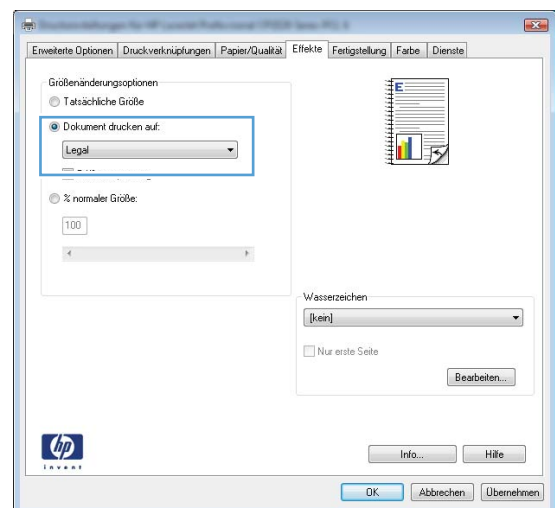 Erweiterte Optionen Druckverknüpfungen Papier/Qualität Effekte Fertigstellung Farbe Dienste
Größenänderungsoptionen
Tatsächliche Größe
Dokument drucken auf:
Legal
% normaler Größe:
100
E
Wasserzeichen
[kein]
Nur erste Seite
Bearbeiten...
hp
invent
Info... Hilfe
OK Abbrechen Übernehmen